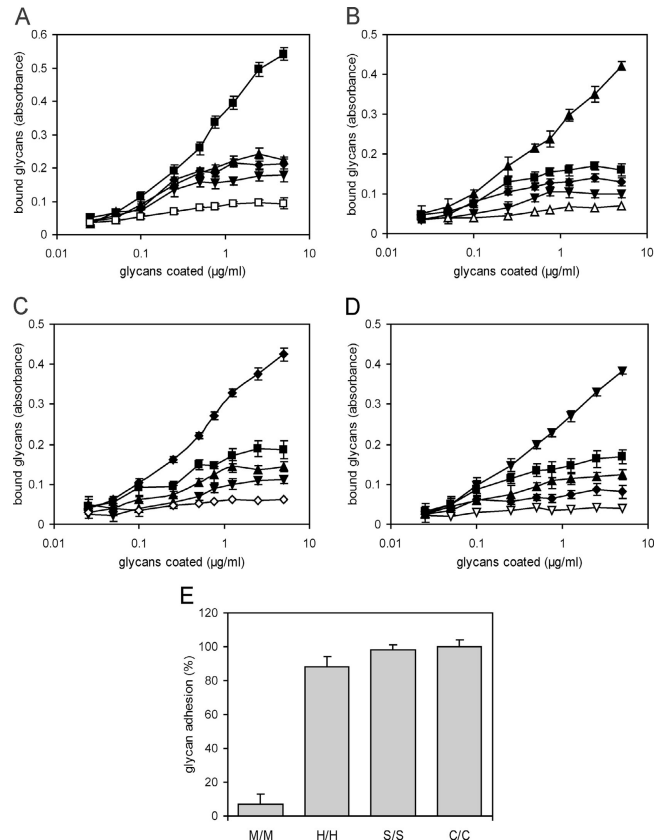 A
0.6
0.5
0.4
0.3
0.2
0.1
0
bound glycans (absorbance)
0.01 0.1 1 10
glycans coated (µg/ml)
B
0.5
0.4
0.3
0.2
0.1
0
bound glycans (absorbance)
0.01 0.1 1 10
glycans coated (µg/ml)
C
0.5
0.4
0.3
0.2
0.1
0
bound glycans (absorbance)
0.01 0.1 1 10
glycans coated (µg/ml)
D
0.5
0.4
0.3
0.2
0.1
0
bound glycans (absorbance)
0.01 0.1 1 10
glycans coated (µg/ml)
E
120
100
80
60
40
20
0
glycan adhesion (%)
M/M H/H S/S C/C